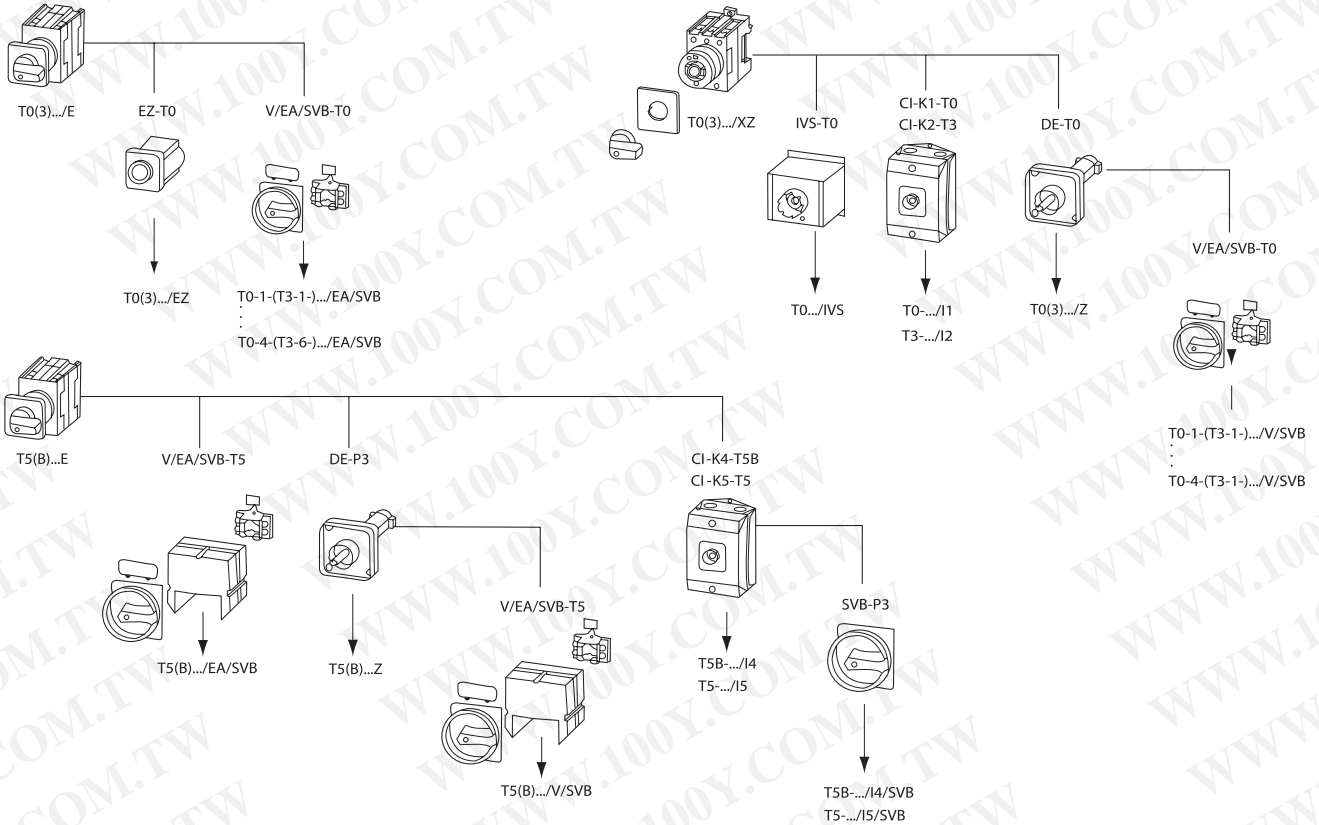 T0(3).../E
EZ-T0
V/EA/SVB-T0
T0(3).../EZ
T0-1-(T3-1-).../EA/SVB
:
T0-4-(T3-6-).../EA/SVB
T0(3).../XZ
IVS-T0
CI-K1-T0
CI-K2-T3
DE-T0
V/EA/SVB-T0
T0.../IVS
T0-.../I1
T3-.../I2
T0(3).../Z
T0-1-(T3-1-).../V/SVB
:
T0-4-(T3-1-).../V/SVB
T5(B)...E
V/EA/SVB-T5
DE-P3
CI-K4-T5B
CI-K5-T5
T5(B).../EA/SVB
T5(B)...Z
V/EA/SVB-T5
T5(B).../V/SVB
T5B-.../I4
T5-.../I5
SVB-P3
T5B-.../I4/SVB
T5-.../I5/SVB
WWW.100Y.COM.TW